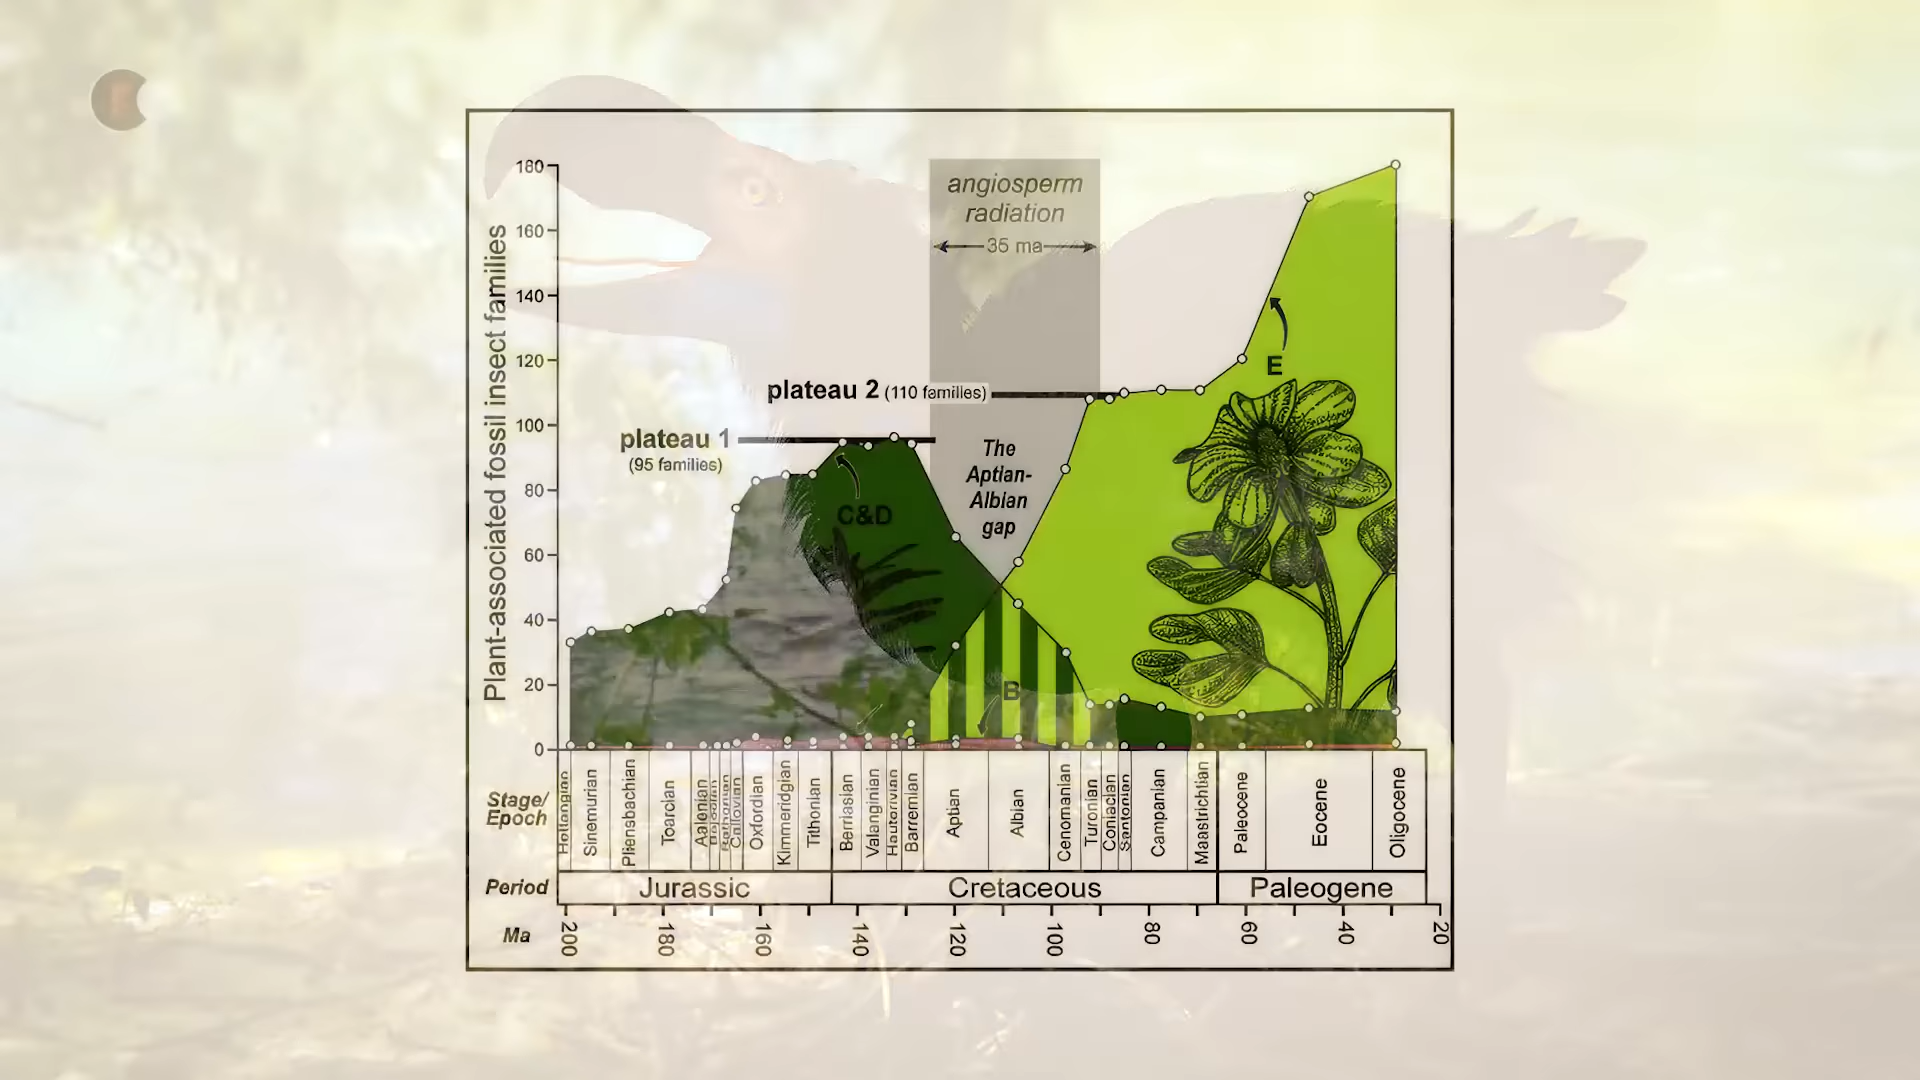 180
angiosperm
radiation
35 ma
160
140
120
100
80
60
40
20
0
Plant-associated fossil insect families
plateau 2 (110 families)
plateau 1
(95 families)
The
Aptian-
Albian
gap
C&D
E
B
Stage/
Epoch
Hettangian
Sinemurian
Pliensbachian
Toarcian
Aalenian
Callovian
Oxfordian
Kimmeridgian
Tithonian
Berriasian
Valanginian
Hauterivian
Barremian
Aptian
Albian
Cenomanian
Turonian
Coniacian
Santonian
Campanian
Maastrichtian
Paleocene
Eocene
Oligocene
Period
Jurassic
Cretaceous
Paleogene
Ma
200
180
160
140
120
100
80
60
40
20